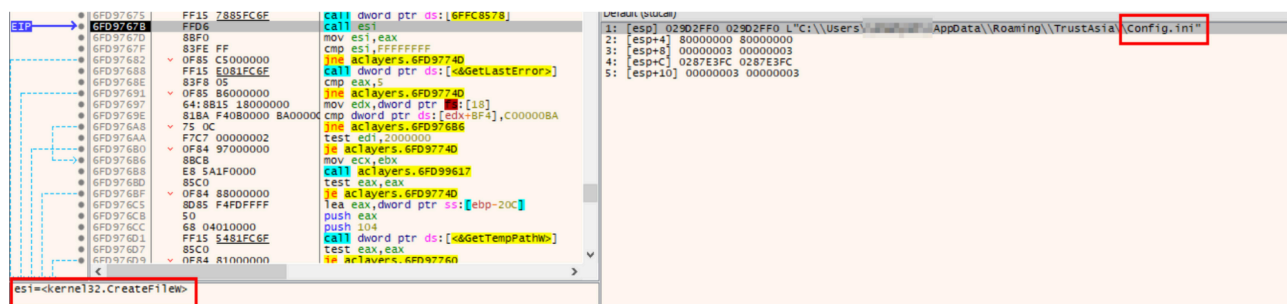 6FD97675 FF15 7885FC6F call dword ptr ds:[6FFC8578]
EIP 6FD9767B FFD6 call esi
6FD9767D 8BF0 mov esi,eax
6FD9767F 83FE FF cmp esi,FFFFFFFF
6FD97682 0F85 C5000000 jne aclayers.6FD9774D
6FD97688 FF15 E081FC6F call dword ptr ds:[<&GetLastError>]
6FD9768E 83F8 05 cmp eax,5
6FD97691 0F85 B6000000 jne aclayers.6FD9774D
6FD97697 64:8B15 18000000 mov edx,dword ptr fs:[18]
6FD9769E 81BA F40B0000 BA0000C cmp dword ptr ds:[edx+BF4],C00000BA
6FD976A8 75 0C jne aclayers.6FD976B6
6FD976AA F7C7 00000002 test edi,2000000
6FD976B0 0F84 97000000 je aclayers.6FD9774D
6FD976B6 8BCB mov ecx,ebx
6FD976B8 E8 5A1F0000 call aclayers.6FD99617
6FD976BD 85C0 test eax,eax
6FD976BF 0F84 88000000 je aclayers.6FD9774D
6FD976C5 8D85 F4FDFFFF lea eax,dword ptr ss:[ebp-20C]
6FD976CB 50 push eax
6FD976CC 68 04010000 push 104
6FD976D1 FF15 5481FC6F call dword ptr ds:[<&GetTempPathW>]
6FD976D7 85C0 test eax,eax
6FD976D9 0F84 81000000 je aclayers.6FD97760
esi=<kernel32.CreateFileW>
Default (stdcall)
1: [esp] 029D2FF0 029D2FF0 L"C:\\Users\ AppData\\Roaming\\TrustAsia\\Config.ini"
2: [esp+4] 80000000 80000000
3: [esp+8] 00000003 00000003
4: [esp+C] 0287E3FC 0287E3FC
5: [esp+10] 00000003 00000003